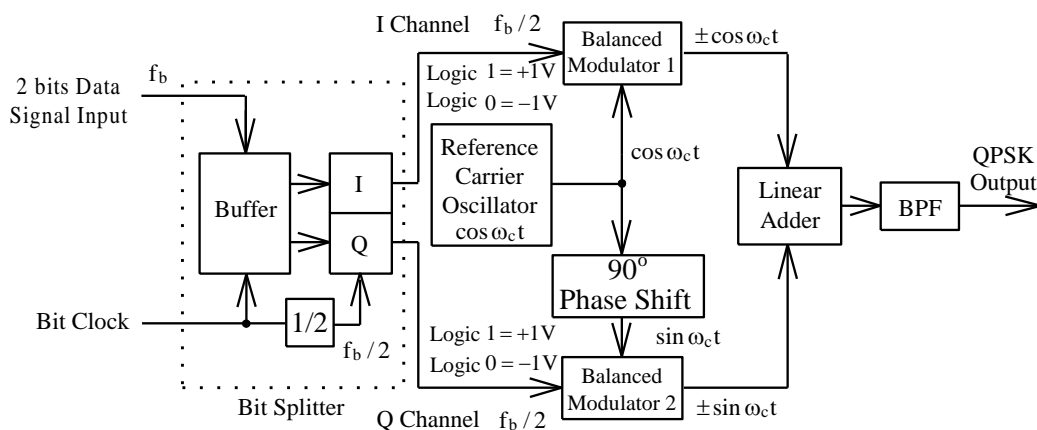 I Channel f_b / 2
Balanced
Modulator 1
±cos ω_c t
f_b
2 bits Data
Signal Input
Logic 1 = +1V
Logic 0 = −1V
Reference
Carrier
Oscillator
cos ω_c t
cos ω_c t
Buffer
I
Q
Linear
Adder
BPF
QPSK
Output
90°
Phase Shift
Bit Clock
1/2
f_b / 2
Logic 1 = +1V
Logic 0 = −1V
sin ω_c t
Balanced
Modulator 2
±sin ω_c t
Bit Splitter
Q Channel f_b / 2